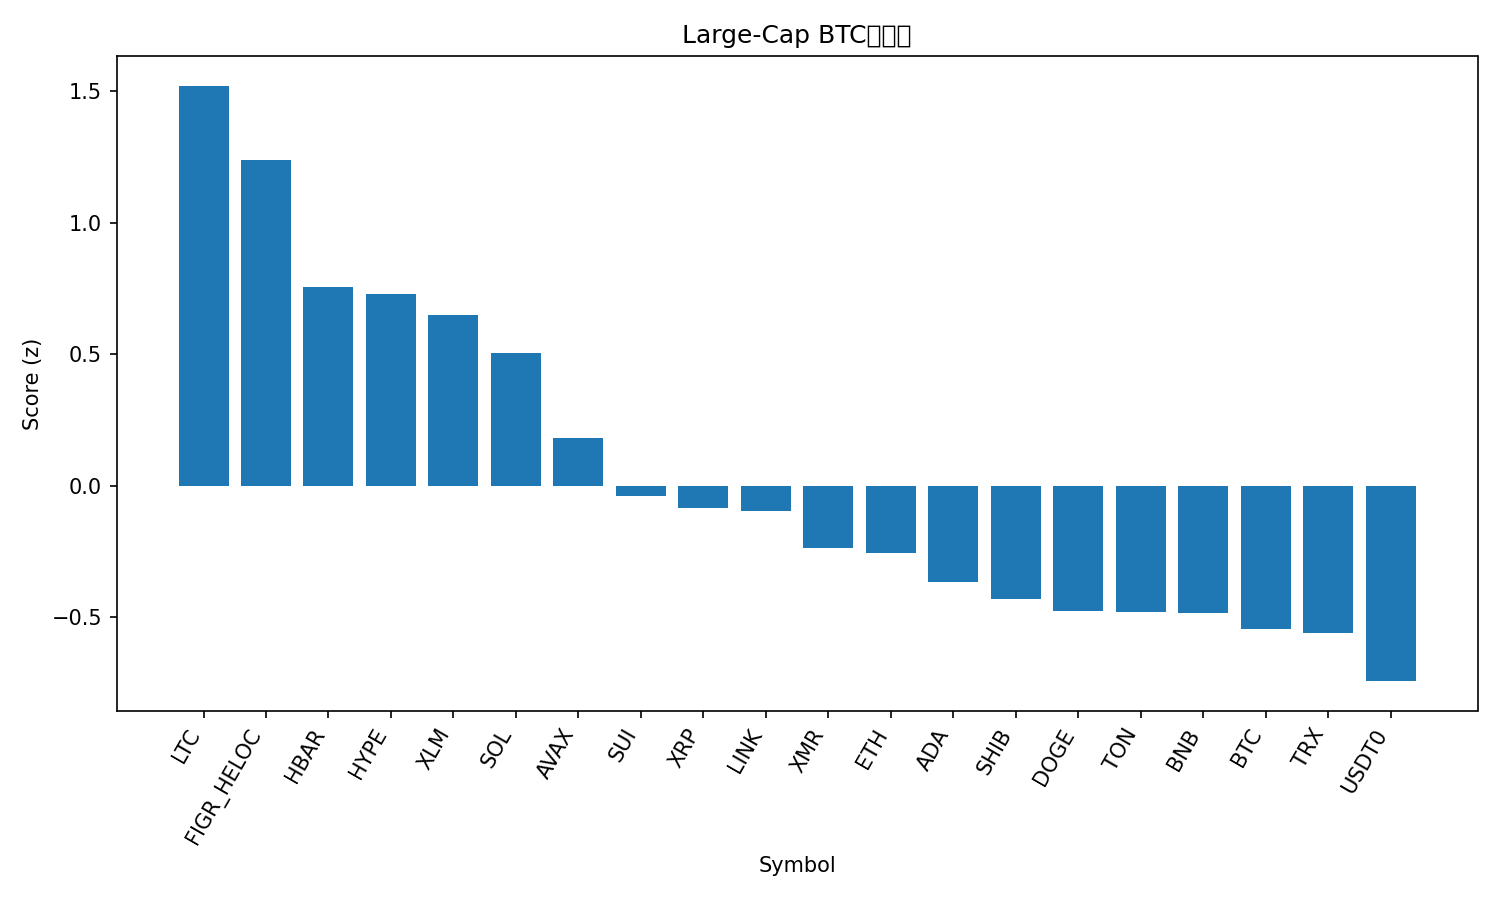 Large-Cap BTC
Score (z)
1.5
1.0
0.5
0.0
−0.5
LTC
FIGR_HELOC
HBAR
HYPE
XLM
SOL
AVAX
SUI
XRP
LINK
XMR
ETH
ADA
SHIB
DOGE
TON
BNB
BTC
TRX
USDT0
Symbol